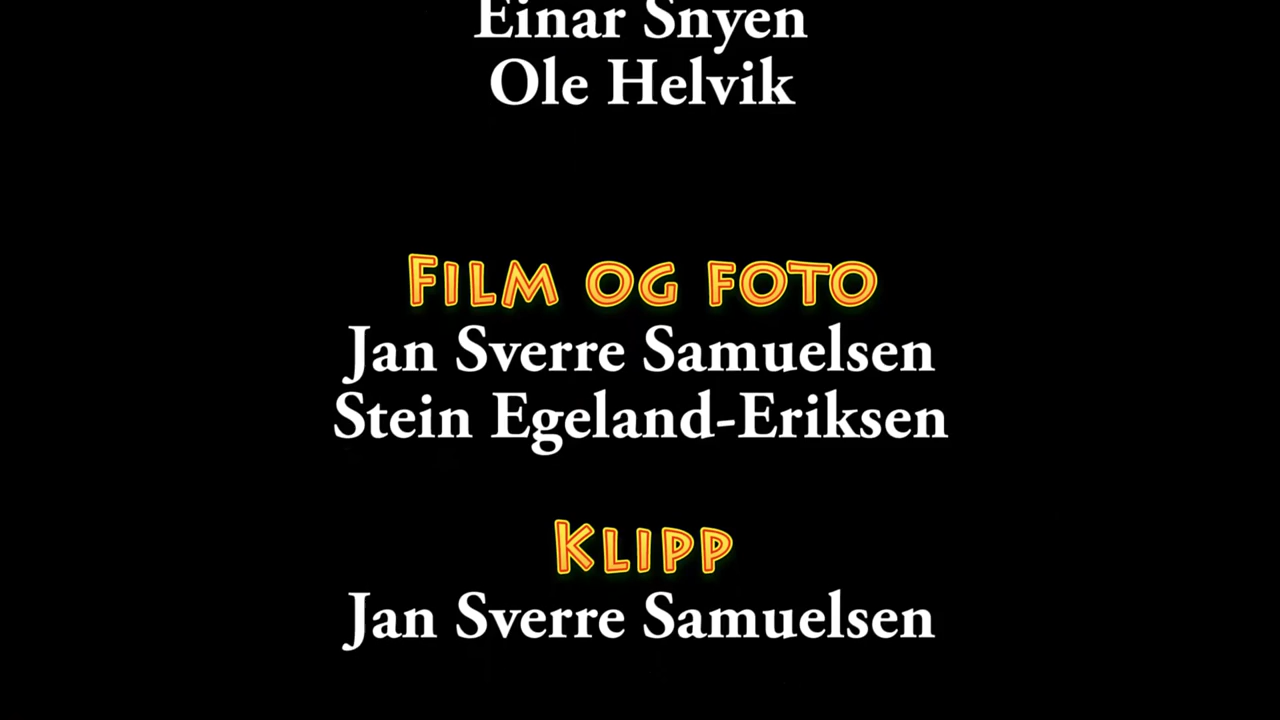 Einar Snyen
Ole Helvik
Film og foto
Jan Sverre Samuelsen
Stein Egeland-Eriksen
Klipp
Jan Sverre Samuelsen